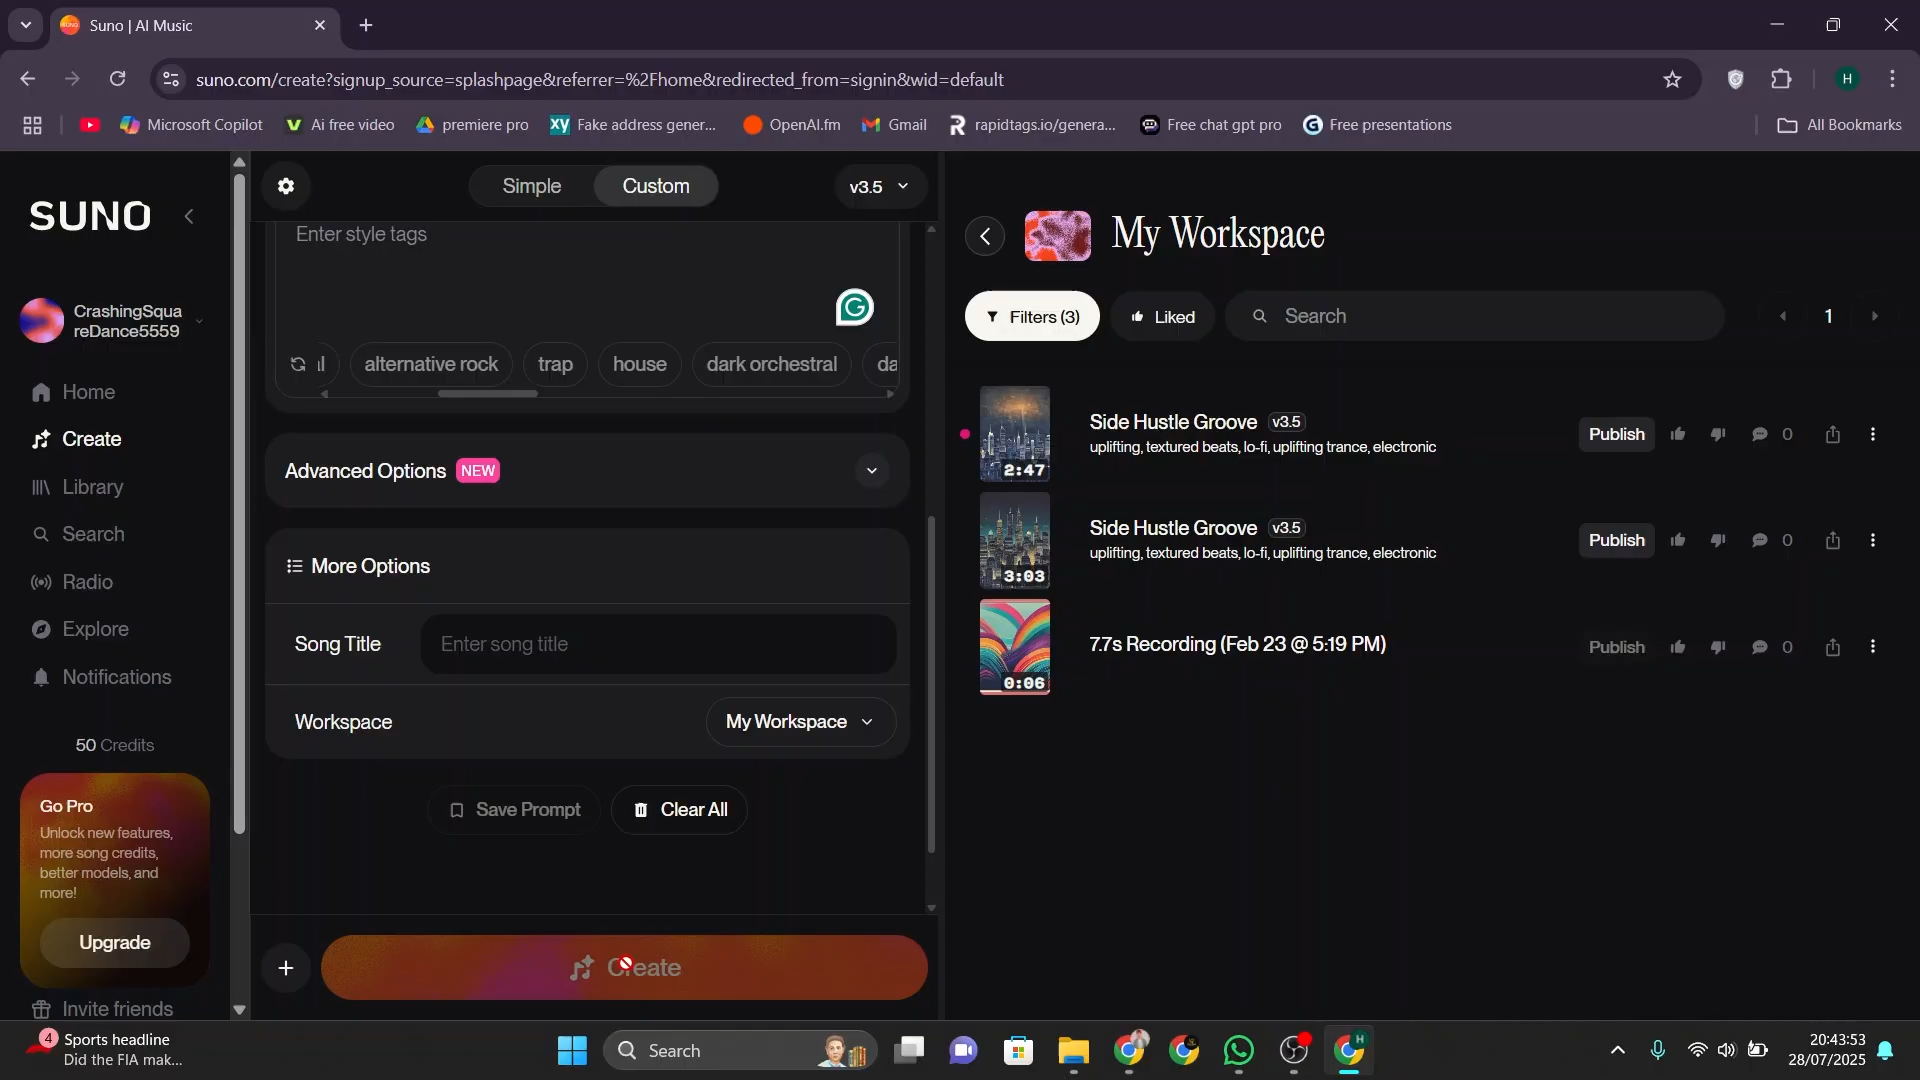 Suno | AI Music
suno.com/create?signup_source=splashpage&referrer=%2Fhome&redirected_from=signin&wid=default
H
Microsoft Copilot
Ai free video
premiere pro
Fake address gener...
OpenAI.fm
Gmail
rapidtags.io/genera...
Free chat gpt pro
Free presentations
All Bookmarks
SUNO
CrashingSqua
reDance5559
Home
Create
Library
Search
Radio
Explore
Notifications
50 Credits
Go Pro
Unlock new features,
more song credits,
better models, and
more!
Upgrade
Invite friends
Simple
Custom
v3.5
Enter style tags
al
alternative rock
trap
house
dark orchestral
da
Advanced Options NEW
More Options
Song Title
Enter song title
Workspace
My Workspace
Save Prompt
Clear All
Create
My Workspace
Filters (3)
Liked
Search
1
Side Hustle Groove v3.5
uplifting, textured beats, lo-fi, uplifting trance, electronic
2:47
Publish
0
Side Hustle Groove v3.5
uplifting, textured beats, lo-fi, uplifting trance, electronic
3:03
Publish
0
7.7s Recording (Feb 23 @ 5:19 PM)
0:06
Publish
0
4
Sports headline
Did the FIA mak...
Search
20:43:53
28/07/2025